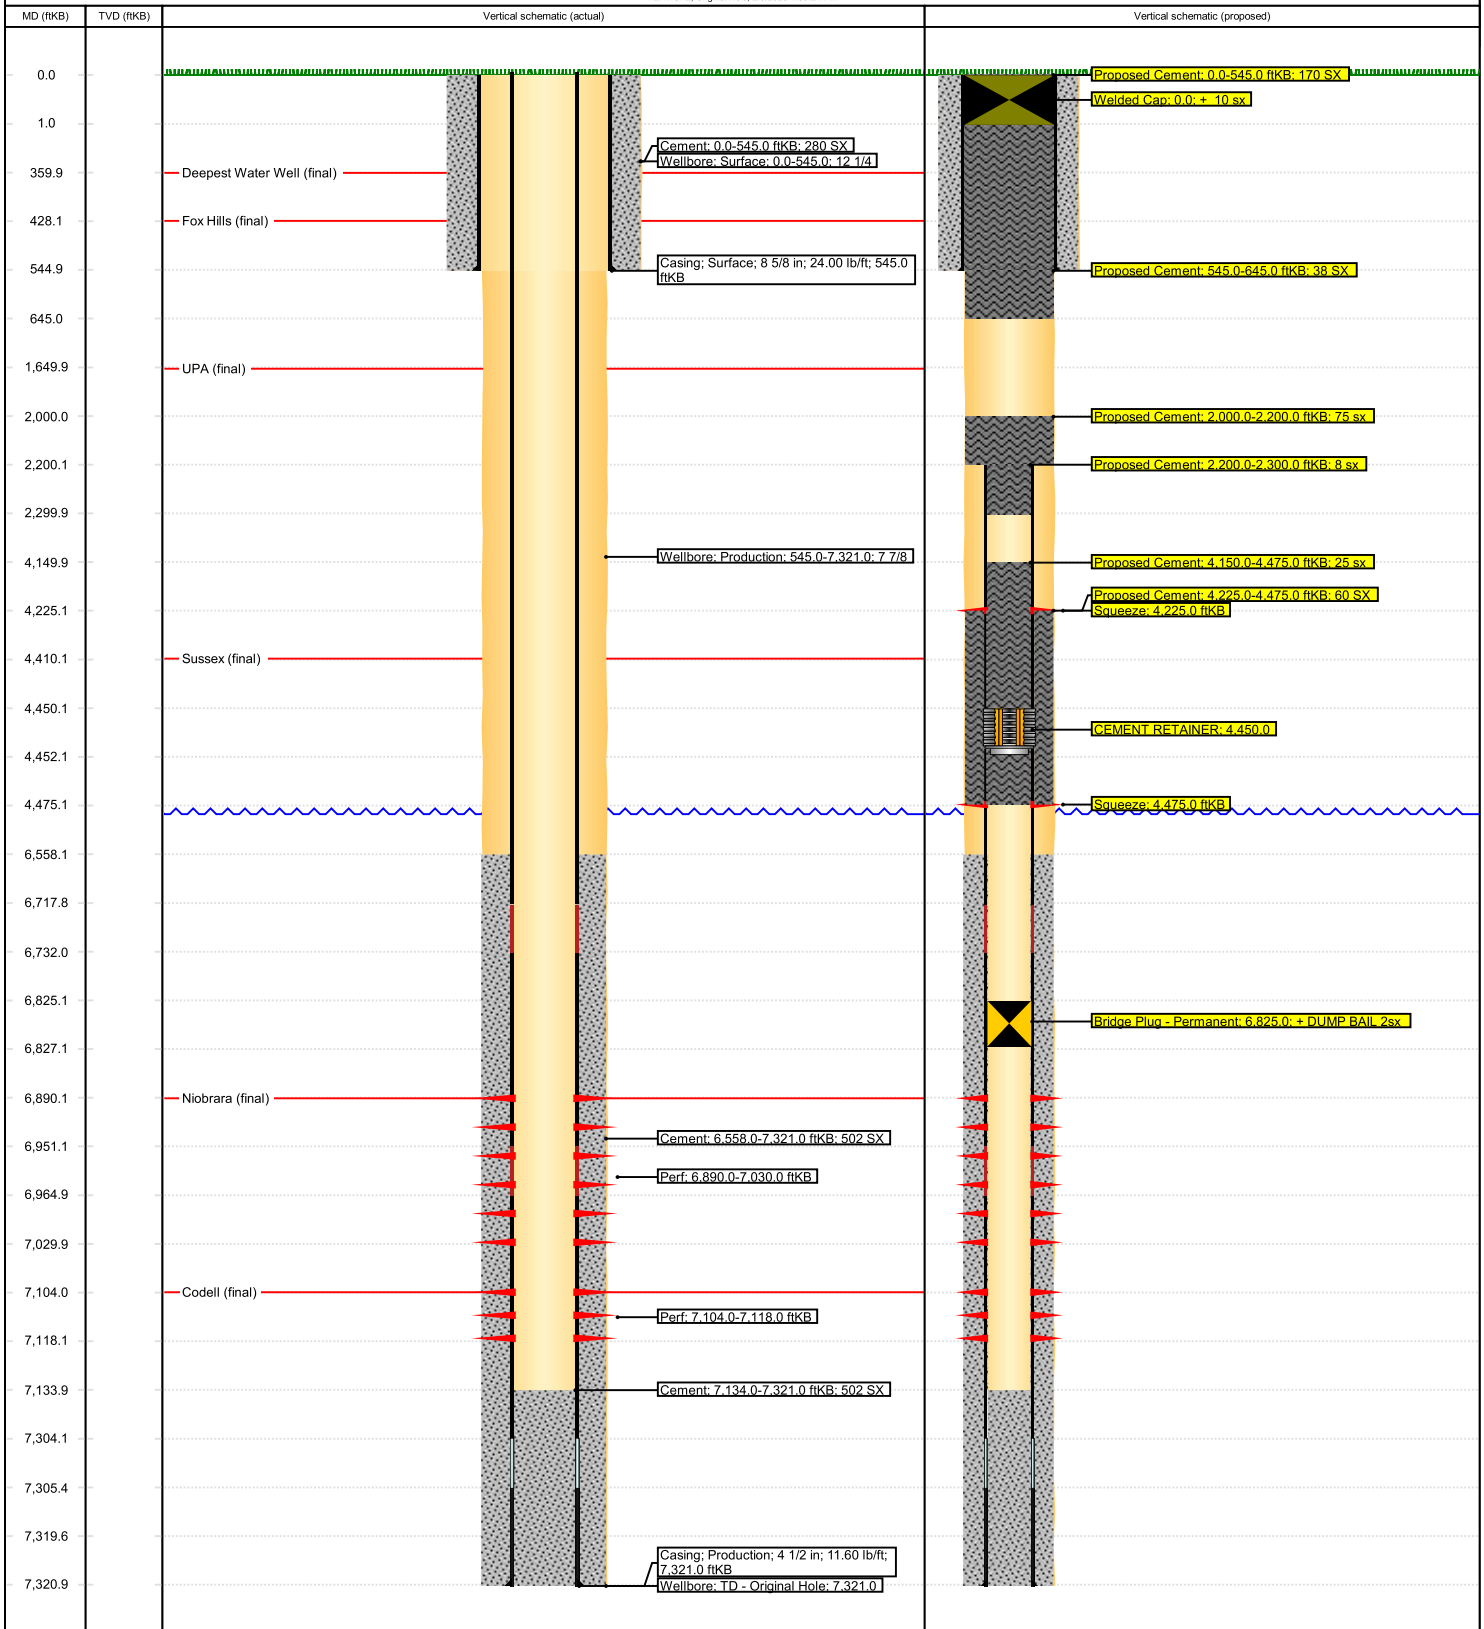 MD (ftKB) TVD (ftKB) Vertical schematic (actual) Vertical schematic (proposed)
0.0
1.0
359.9
428.1
544.9
645.0
1,649.9
2,000.0
2,200.1
2,299.9
4,149.9
4,225.1
4,410.1
4,450.1
4,452.1
4,475.1
6,558.1
6,717.8
6,732.0
6,825.1
6,827.1
6,890.1
6,951.1
6,964.9
7,029.9
7,104.0
7,118.1
7,133.9
7,304.1
7,305.4
7,319.6
7,320.9
Deepest Water Well (final)
Fox Hills (final)
UPA (final)
Sussex (final)
Niobrara (final)
Codell (final)
Cement; 0.0-545.0 ftKB; 280 SX
Wellbore; Surface; 0.0-545.0; 12 1/4
Casing; Surface; 8 5/8 in; 24.00 lb/ft; 545.0
ftKB
Wellbore; Production; 545.0-7,321.0; 7 7/8
Cement; 6,558.0-7,321.0 ftKB; 502 SX
Perf; 6,890.0-7,030.0 ftKB
Perf; 7,104.0-7,118.0 ftKB
Cement; 7,134.0-7,321.0 ftKB; 502 SX
Casing; Production; 4 1/2 in; 11.60 lb/ft;
7,321.0 ftKB
Wellbore; TD - Original Hole; 7,321.0
Proposed Cement; 0.0-545.0 ftKB; 170 SX
Welded Cap; 0.0; + 10 sx
Proposed Cement; 545.0-645.0 ftKB; 38 SX
Proposed Cement; 2,000.0-2,200.0 ftKB; 75 sx
Proposed Cement; 2,200.0-2,300.0 ftKB; 8 sx
Proposed Cement; 4,150.0-4,475.0 ftKB; 25 sx
Proposed Cement; 4,225.0-4,475.0 ftKB; 60 SX
Squeeze; 4,225.0 ftKB
CEMENT RETAINER; 4,450.0
Squeeze; 4,475.0 ftKB
Bridge Plug - Permanent; 6,825.0; + DUMP BAIL 2sx